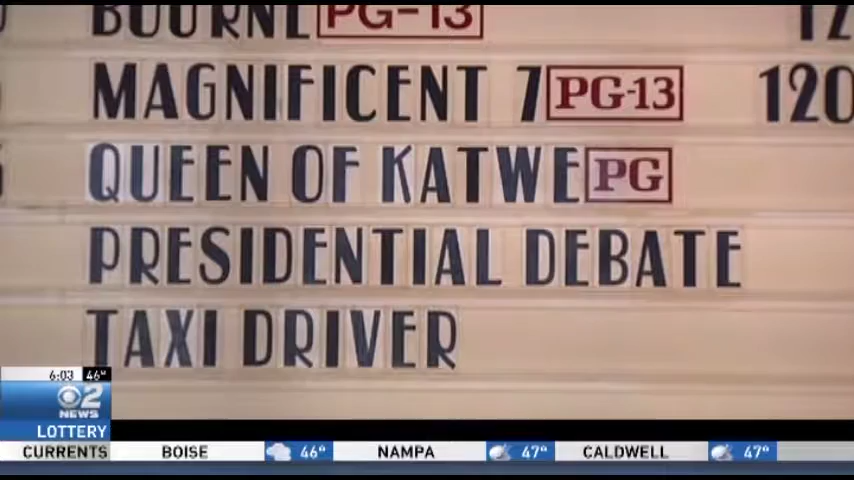 BOURNE PG-13 12
MAGNIFICENT 7 PG-13 120
QUEEN OF KATWE PG
PRESIDENTIAL DEBATE
TAXI DRIVER
6:03 46°
2
NEWS
LOTTERY
CURRENTS BOISE 46° NAMPA 47° CALDWELL 47°